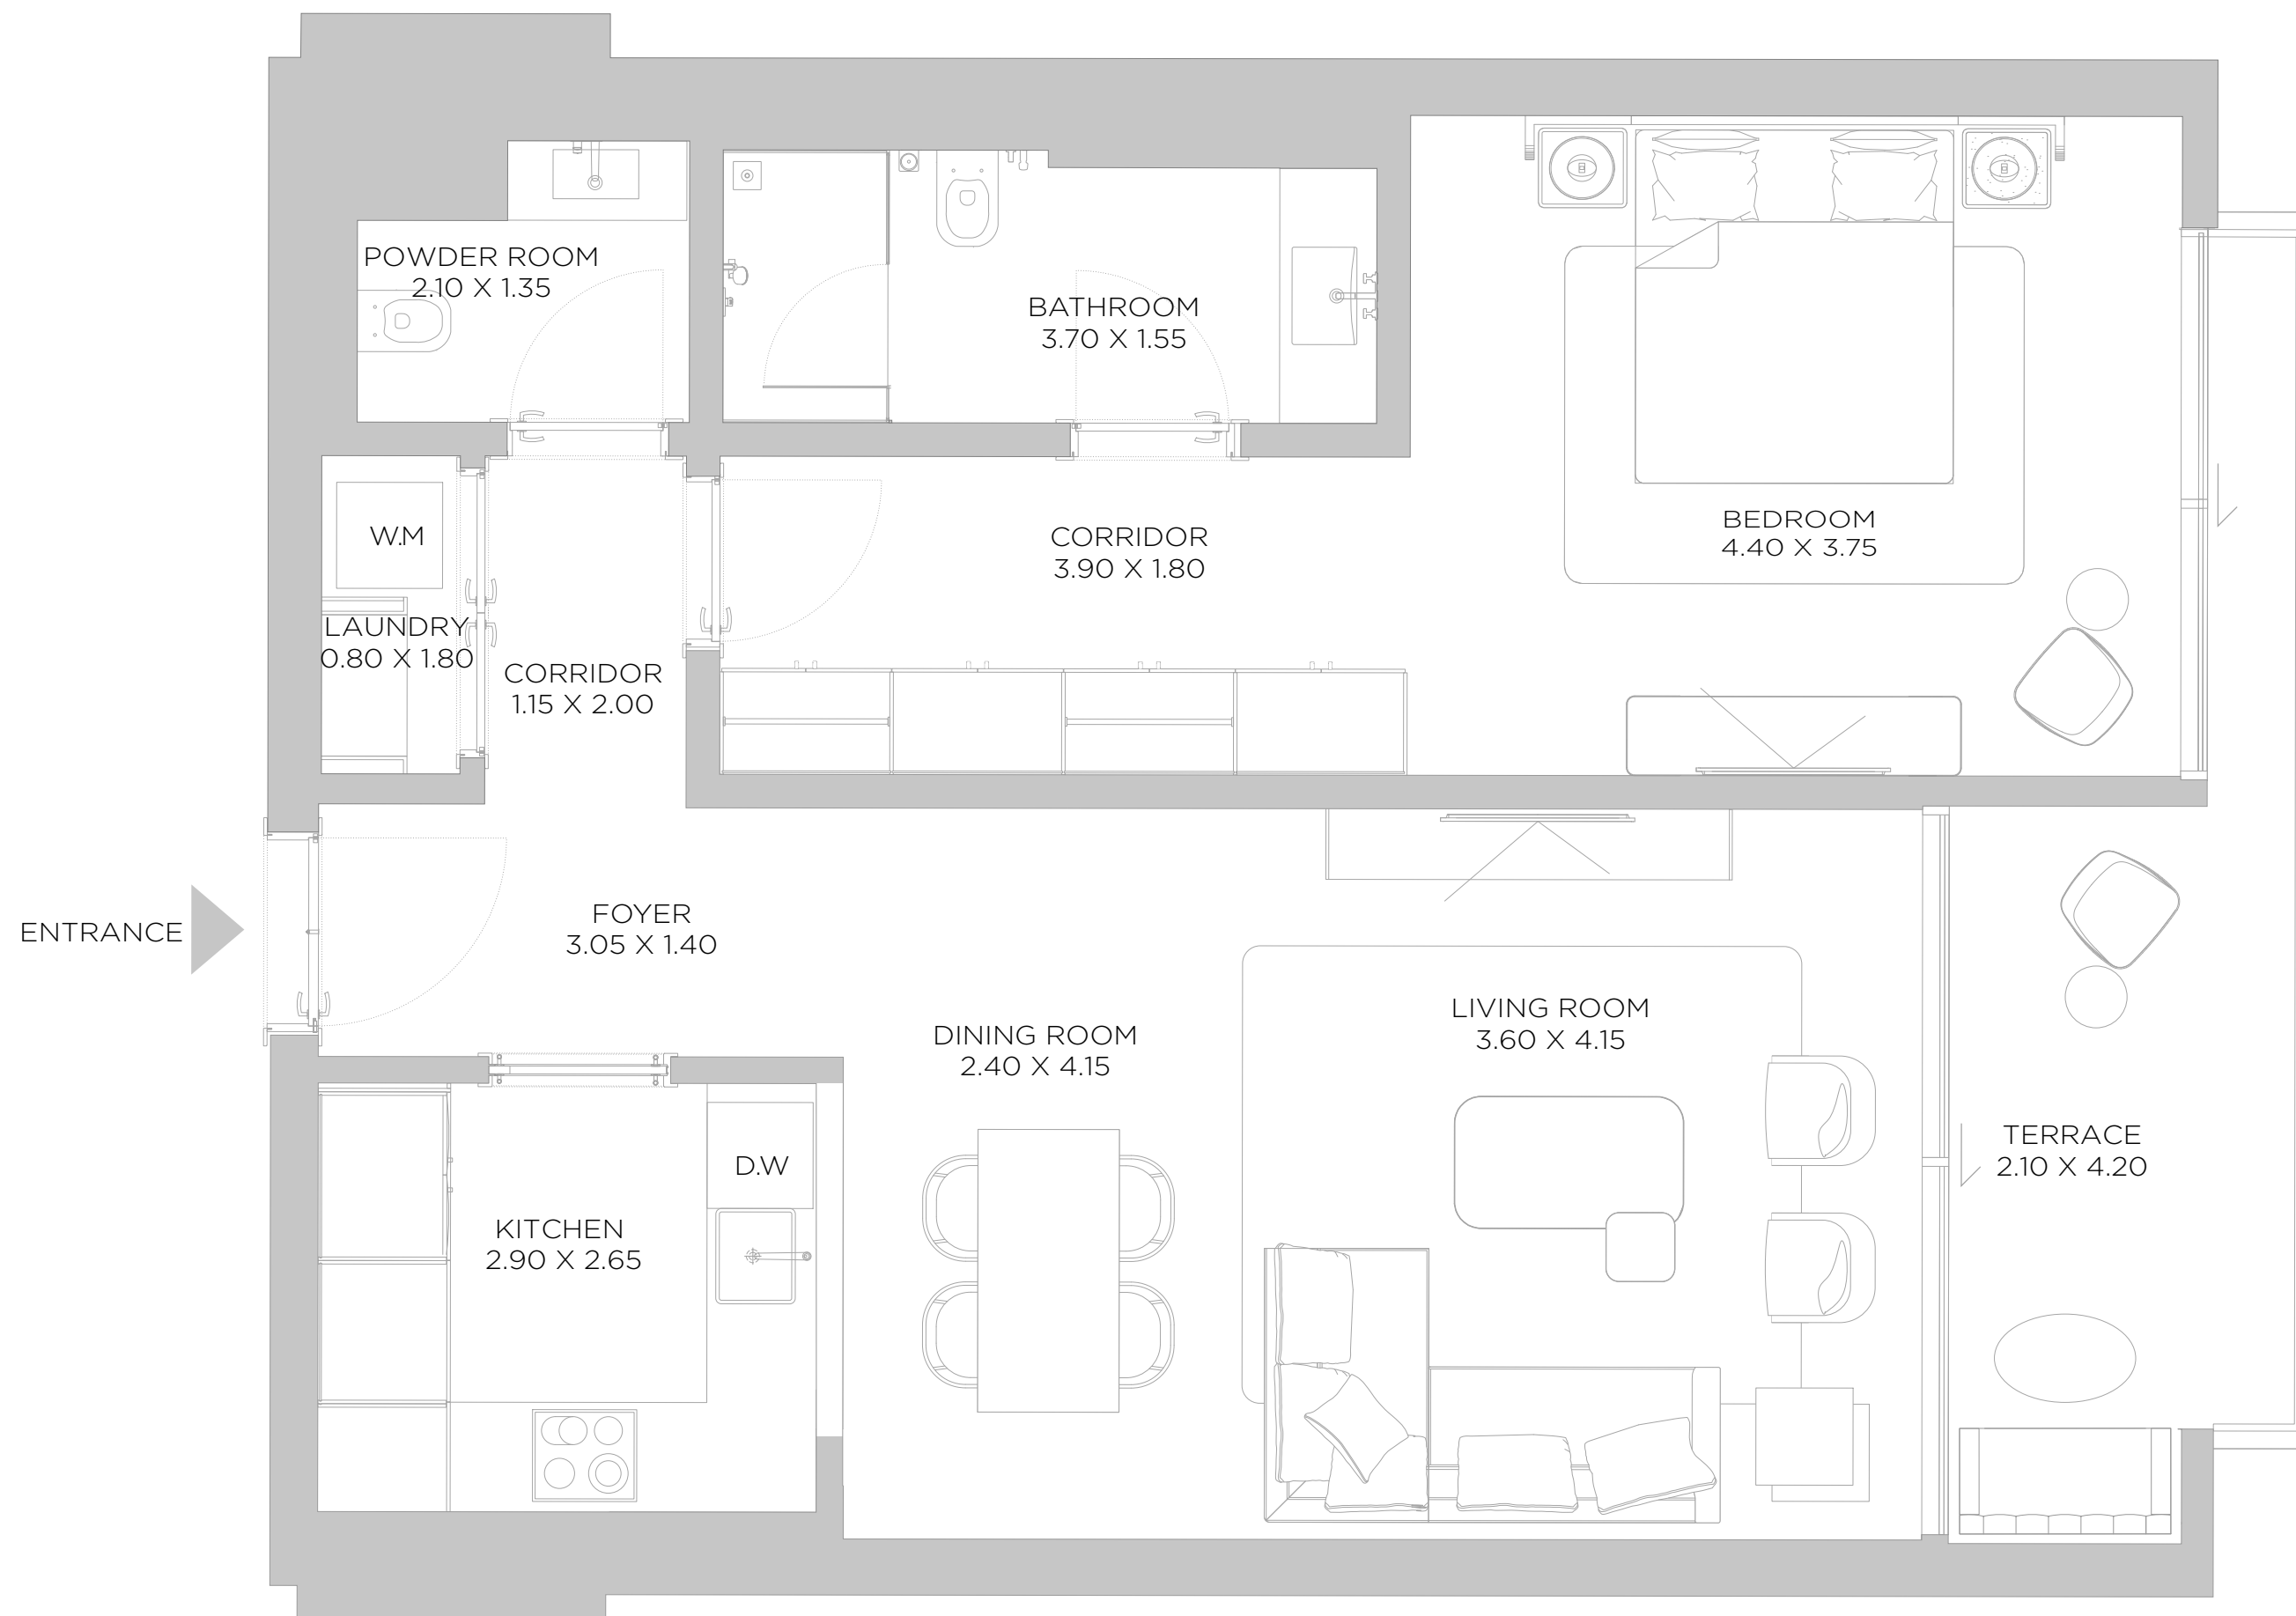 POWDER ROOM
2.10 X 1.35
BATHROOM
3.70 X 1.55
BEDROOM
4.40 X 3.75
W.M
LAUNDRY
0.80 X 1.80
CORRIDOR
1.15 X 2.00
CORRIDOR
3.90 X 1.80
ENTRANCE
FOYER
3.05 X 1.40
DINING ROOM
2.40 X 4.15
LIVING ROOM
3.60 X 4.15
TERRACE
2.10 X 4.20
D.W
KITCHEN
2.90 X 2.65